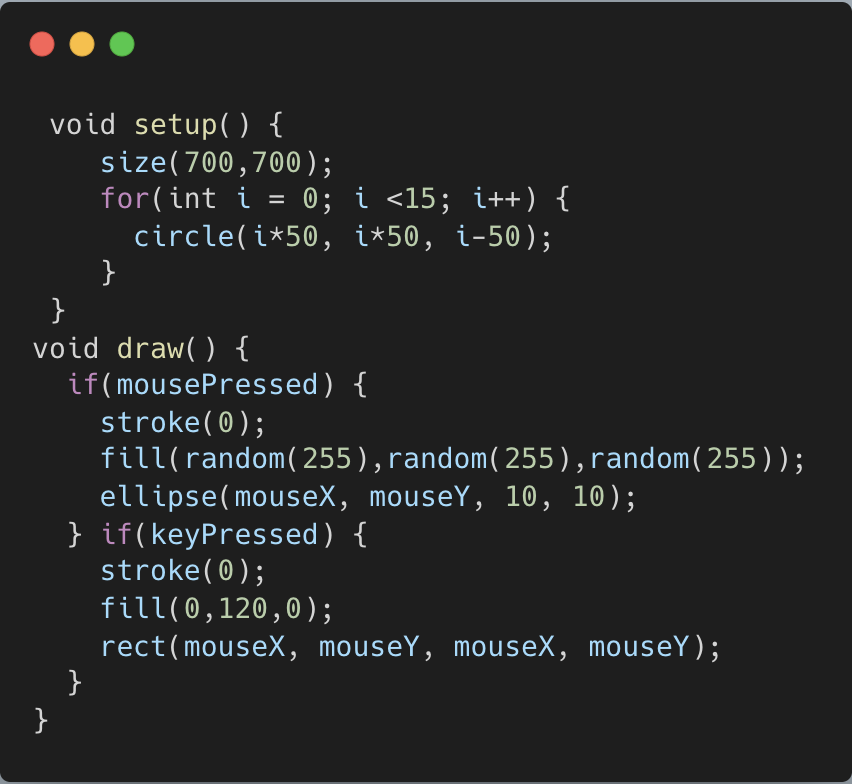 void setup() {
size(700,700);
for(int i = 0; i <15; i++) {
circle(i*50, i*50, i-50);
}
}
void draw() {
if(mousePressed) {
stroke(0);
fill(random(255),random(255),random(255));
ellipse(mouseX, mouseY, 10, 10);
} if(keyPressed) {
stroke(0);
fill(0,120,0);
rect(mouseX, mouseY, mouseX, mouseY);
}
}